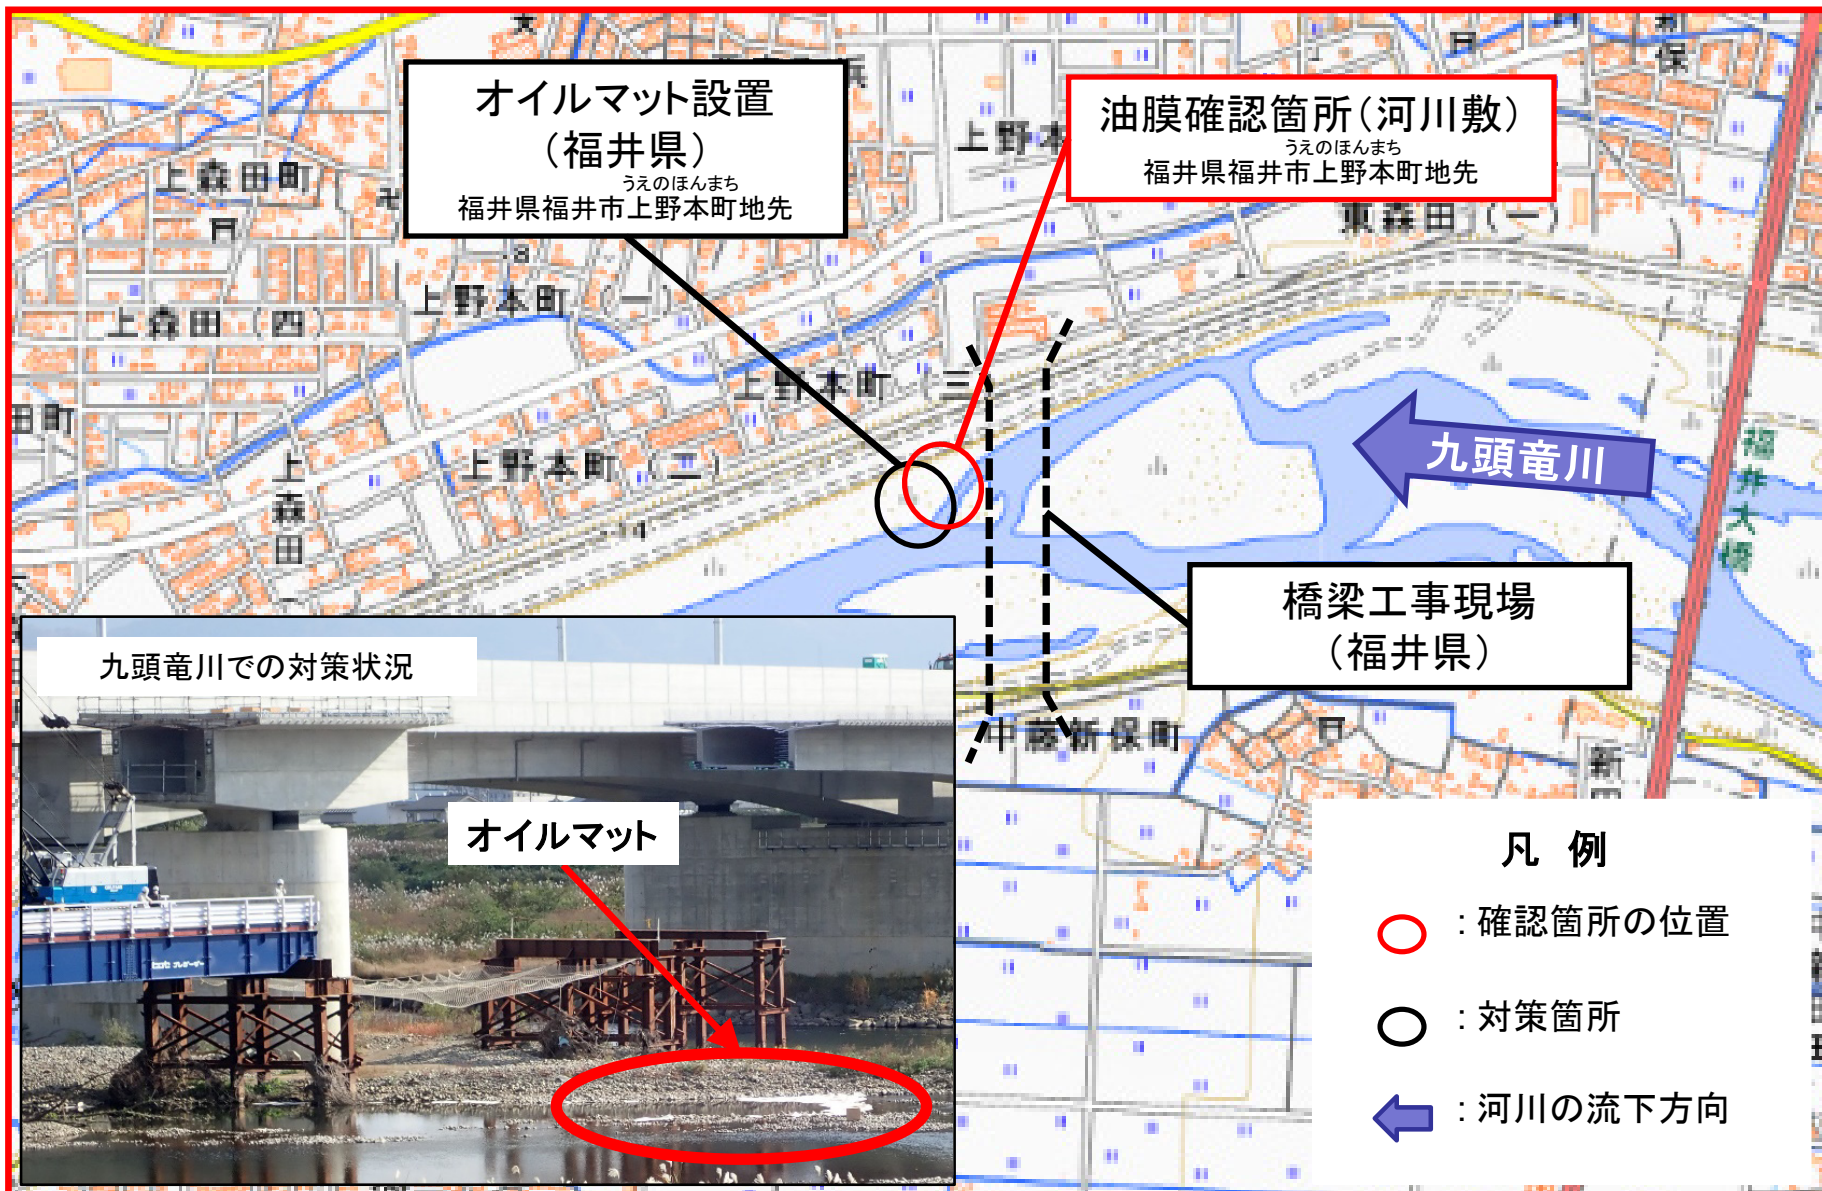 オイルマット設置
（福井県）
うえのほんまち
福井県福井市上野本町地先
油膜確認箇所（河川敷）
うえのほんまち
福井県福井市上野本町地先
上森田町
東森田（一）
上野本町（一）
上森田（四）
上野本町（三）
田町
上野本町（二）
上森田
九頭竜川
福井大橋
橋梁工事現場
（福井県）
中藤新保町
九頭竜川での対策状況
オイルマット
凡 例
：確認箇所の位置
：対策箇所
：河川の流下方向